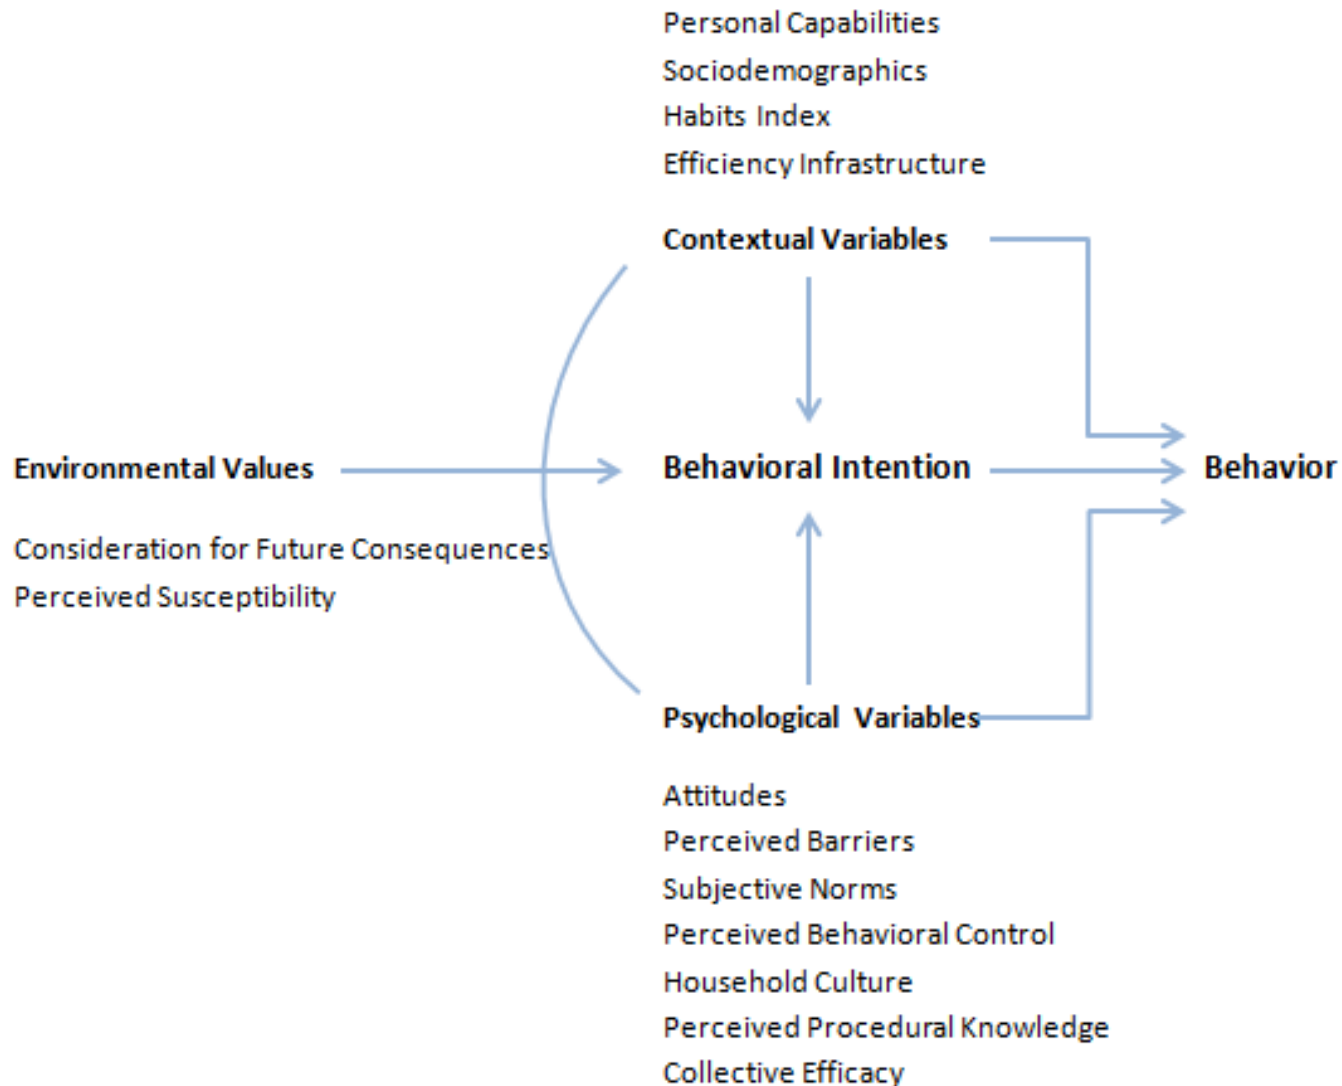 Personal Capabilities
Sociodemographics
Habits Index
Efficiency Infrastructure
Contextual Variables
Environmental Values
Behavioral Intention
Behavior
Consideration for Future Consequences
Perceived Susceptibility
Psychological Variables
Attitudes
Perceived Barriers
Subjective Norms
Perceived Behavioral Control
Household Culture
Perceived Procedural Knowledge
Collective Efficacy